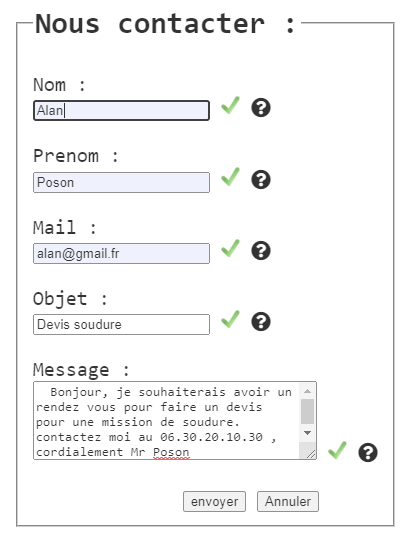 Nous contacter :
Nom :
Alan
?
Prenom :
Poson
?
Mail :
alan@gmail.fr
?
Objet :
Devis soudure
?
Message :
Bonjour, je souhaiterais avoir un
rendez vous pour faire un devis
pour une mission de soudure.
contactez moi au 06.30.20.10.30 ,
cordialement Mr Poson
?
envoyer Annuler